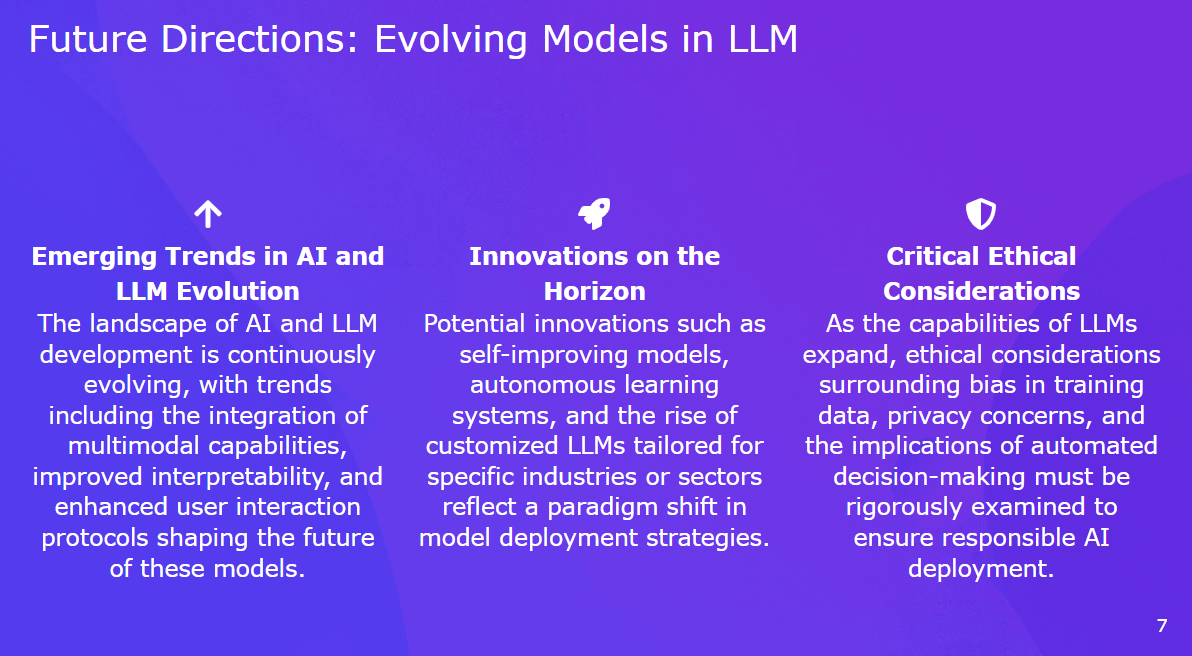 Future Directions: Evolving Models in LLM
Emerging Trends in AI and
LLM Evolution
The landscape of AI and LLM
development is continuously
evolving, with trends
including the integration of
multimodal capabilities,
improved interpretability, and
enhanced user interaction
protocols shaping the future
of these models.
Innovations on the
Horizon
Potential innovations such as
self-improving models,
autonomous learning
systems, and the rise of
customized LLMs tailored for
specific industries or sectors
reflect a paradigm shift in
model deployment strategies.
Critical Ethical
Considerations
As the capabilities of LLMs
expand, ethical considerations
surrounding bias in training
data, privacy concerns, and
the implications of automated
decision-making must be
rigorously examined to
ensure responsible AI
deployment.
7